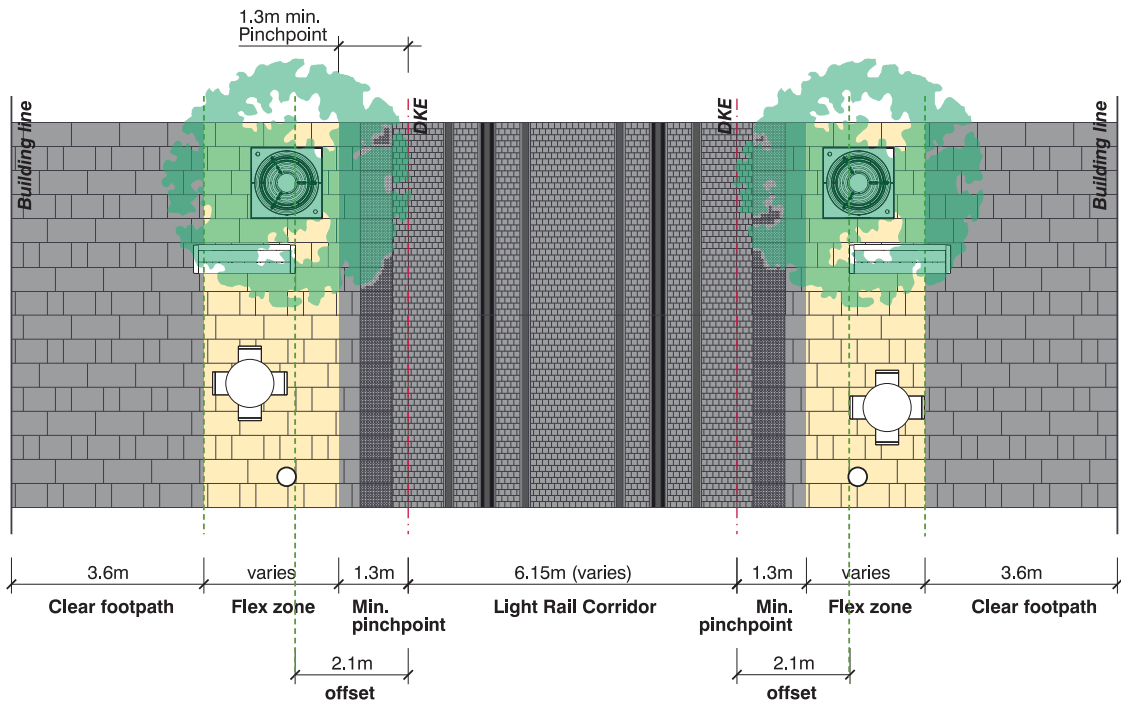 1.3m min.
Pinchpoint
Building line
DKE
DKE
Building line
3.6m
varies
1.3m
6.15m (varies)
1.3m
varies
3.6m
Clear footpath
Flex zone
Min.
pinchpoint
Light Rail Corridor
Min.
pinchpoint
Flex zone
Clear footpath
2.1m
offset
2.1m
offset